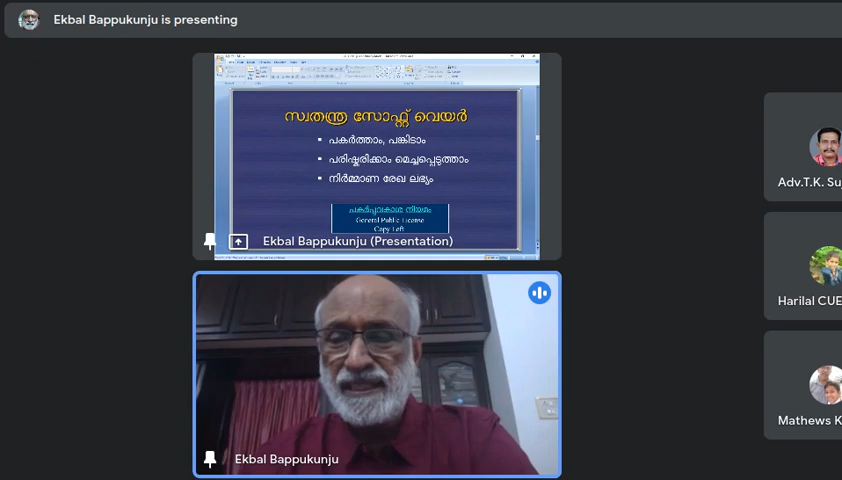 Ekbal Bappukunju is presenting
സ്വതന്ത്ര സോഫ്റ്റ് വെയർ
പകർത്താം, പങ്കിടാം
പരിഷ്കരിക്കാം മെച്ചപ്പെടുത്താം
നിർമ്മാണ രേഖ ലഭ്യം
പകർപ്പവകാശ നിയമം
General Public License
Copy Left
Ekbal Bappukunju (Presentation)
Ekbal Bappukunju
Adv.T.K. Su
Harilal CUE
Mathews K